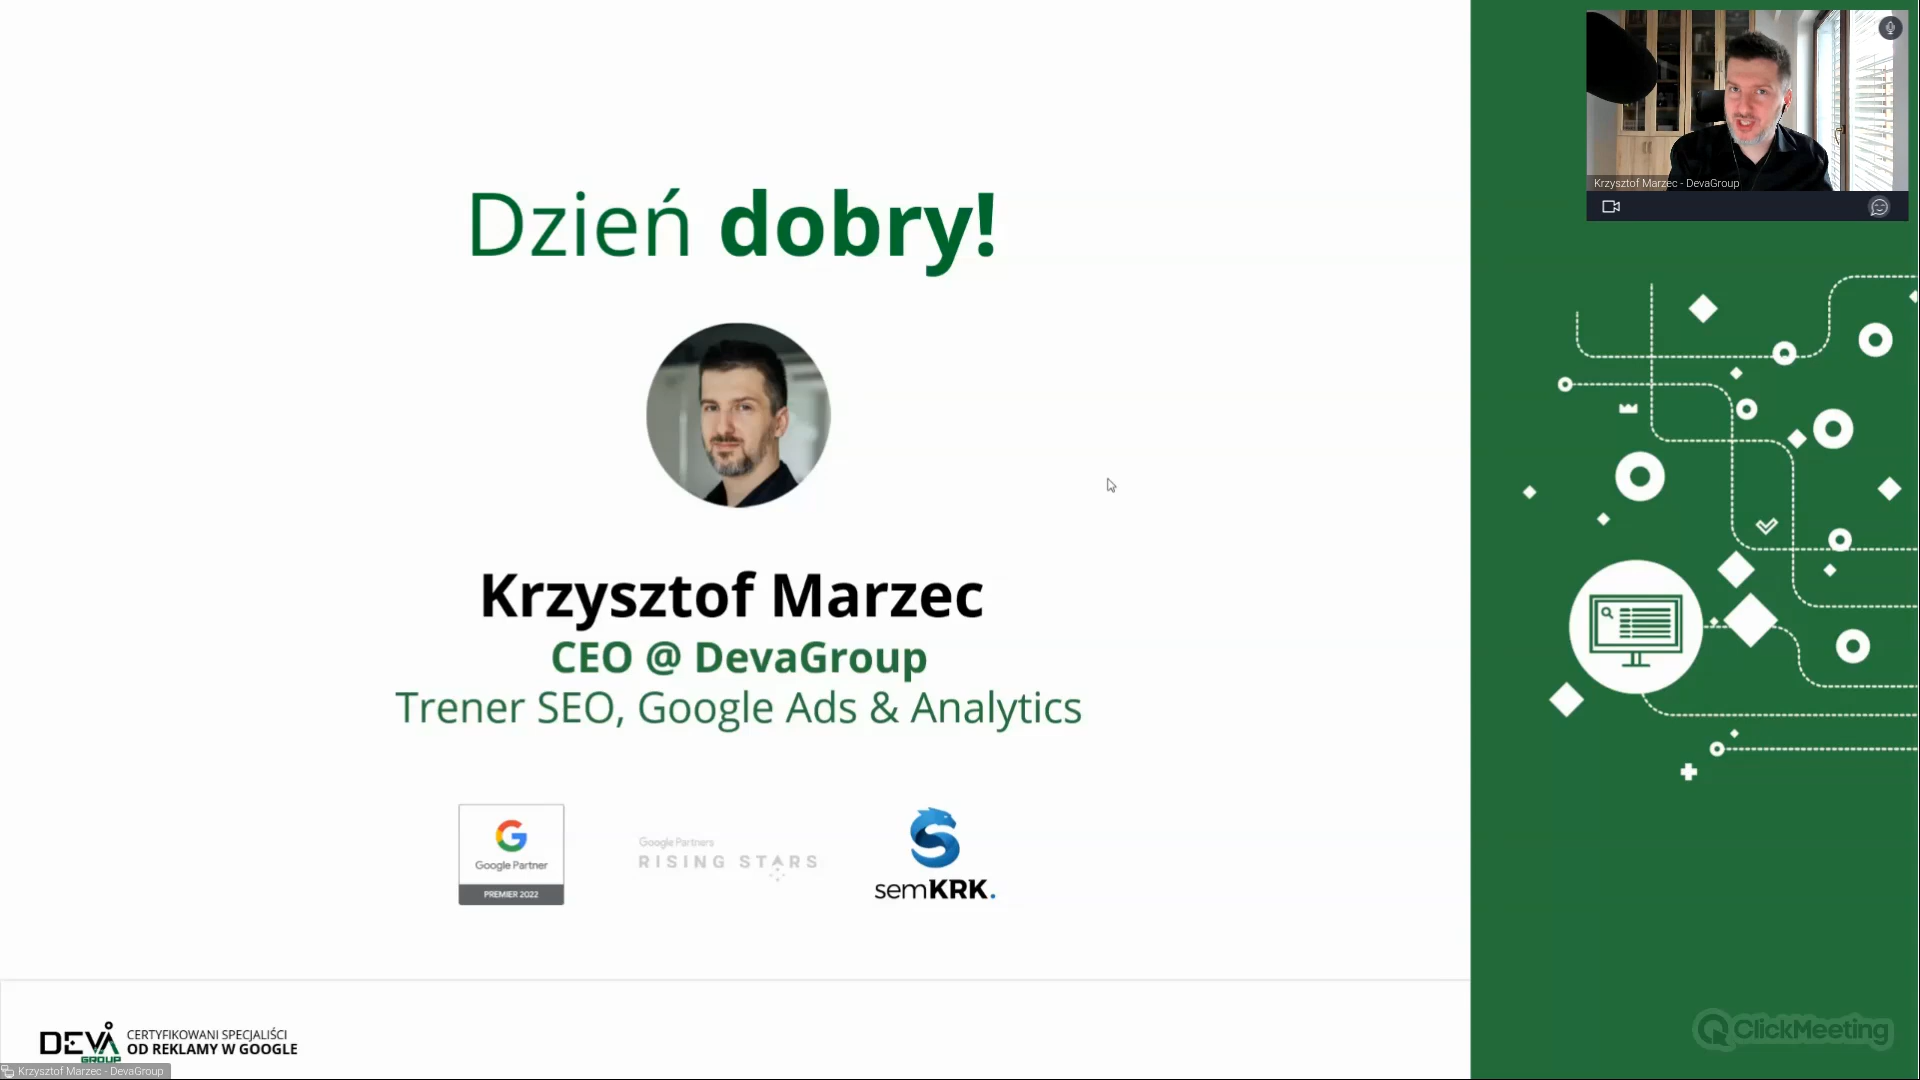 Dzień dobry!
Krzysztof Marzec
CEO @ DevaGroup
Trener SEO, Google Ads & Analytics
Google Partner
PREMIER 2022
Google Partners
RISING STARS
semKRK.
DEVA
GROUP
CERTYFIKOWANI SPECJALIŚCI
OD REKLAMY W GOOGLE
Krzysztof Marzec - DevaGroup
Krzysztof Marzec - DevaGroup
ClickMeeting